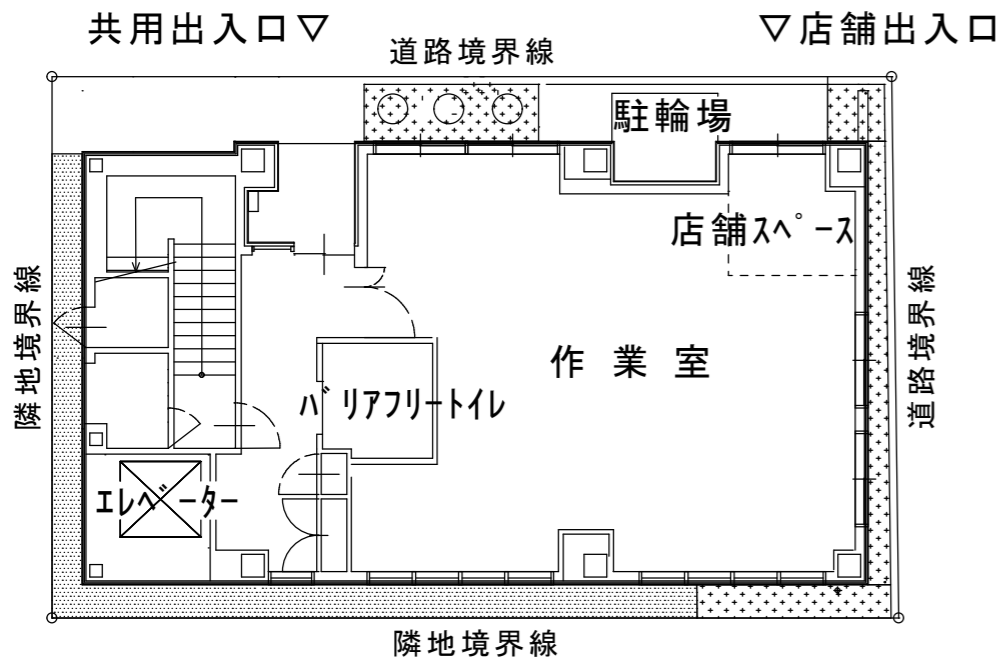 共用出入口▽
▽店舗出入口
道路境界線
駐輪場
店舗スペース
隣地境界線
道路境界線
作業室
バリアフリートイレ
エレベーター
隣地境界線